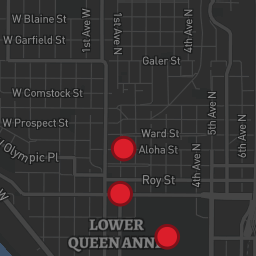 W Blaine St
W Garfield St
1st Ave W
1st Ave N
4th Ave N
Galer St
W Comstock St
W Prospect St
5th Ave N
6th Ave N
Ward St
Aloha St
Olympic Pl
Roy St
4th Ave N
W
LOWER
QUEEN ANN